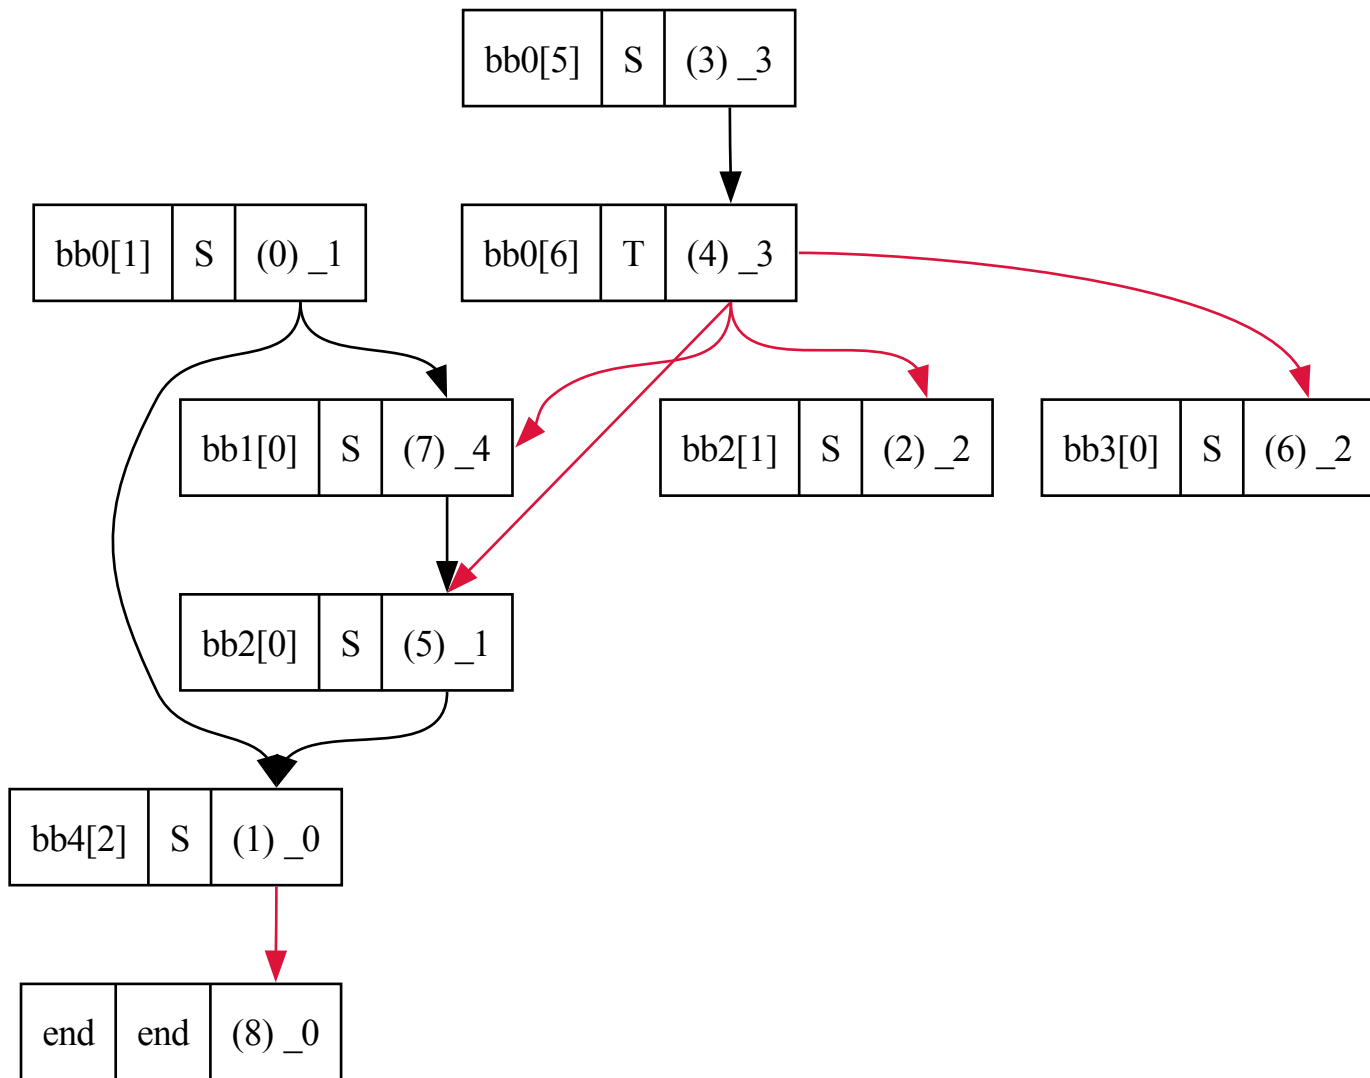 bb0[5] S (3) _3
bb0[1] S (0) _1
bb0[6] T (4) _3
bb1[0] S (7) _4
bb2[1] S (2) _2
bb3[0] S (6) _2
bb2[0] S (5) _1
bb4[2] S (1) _0
end end (8) _0